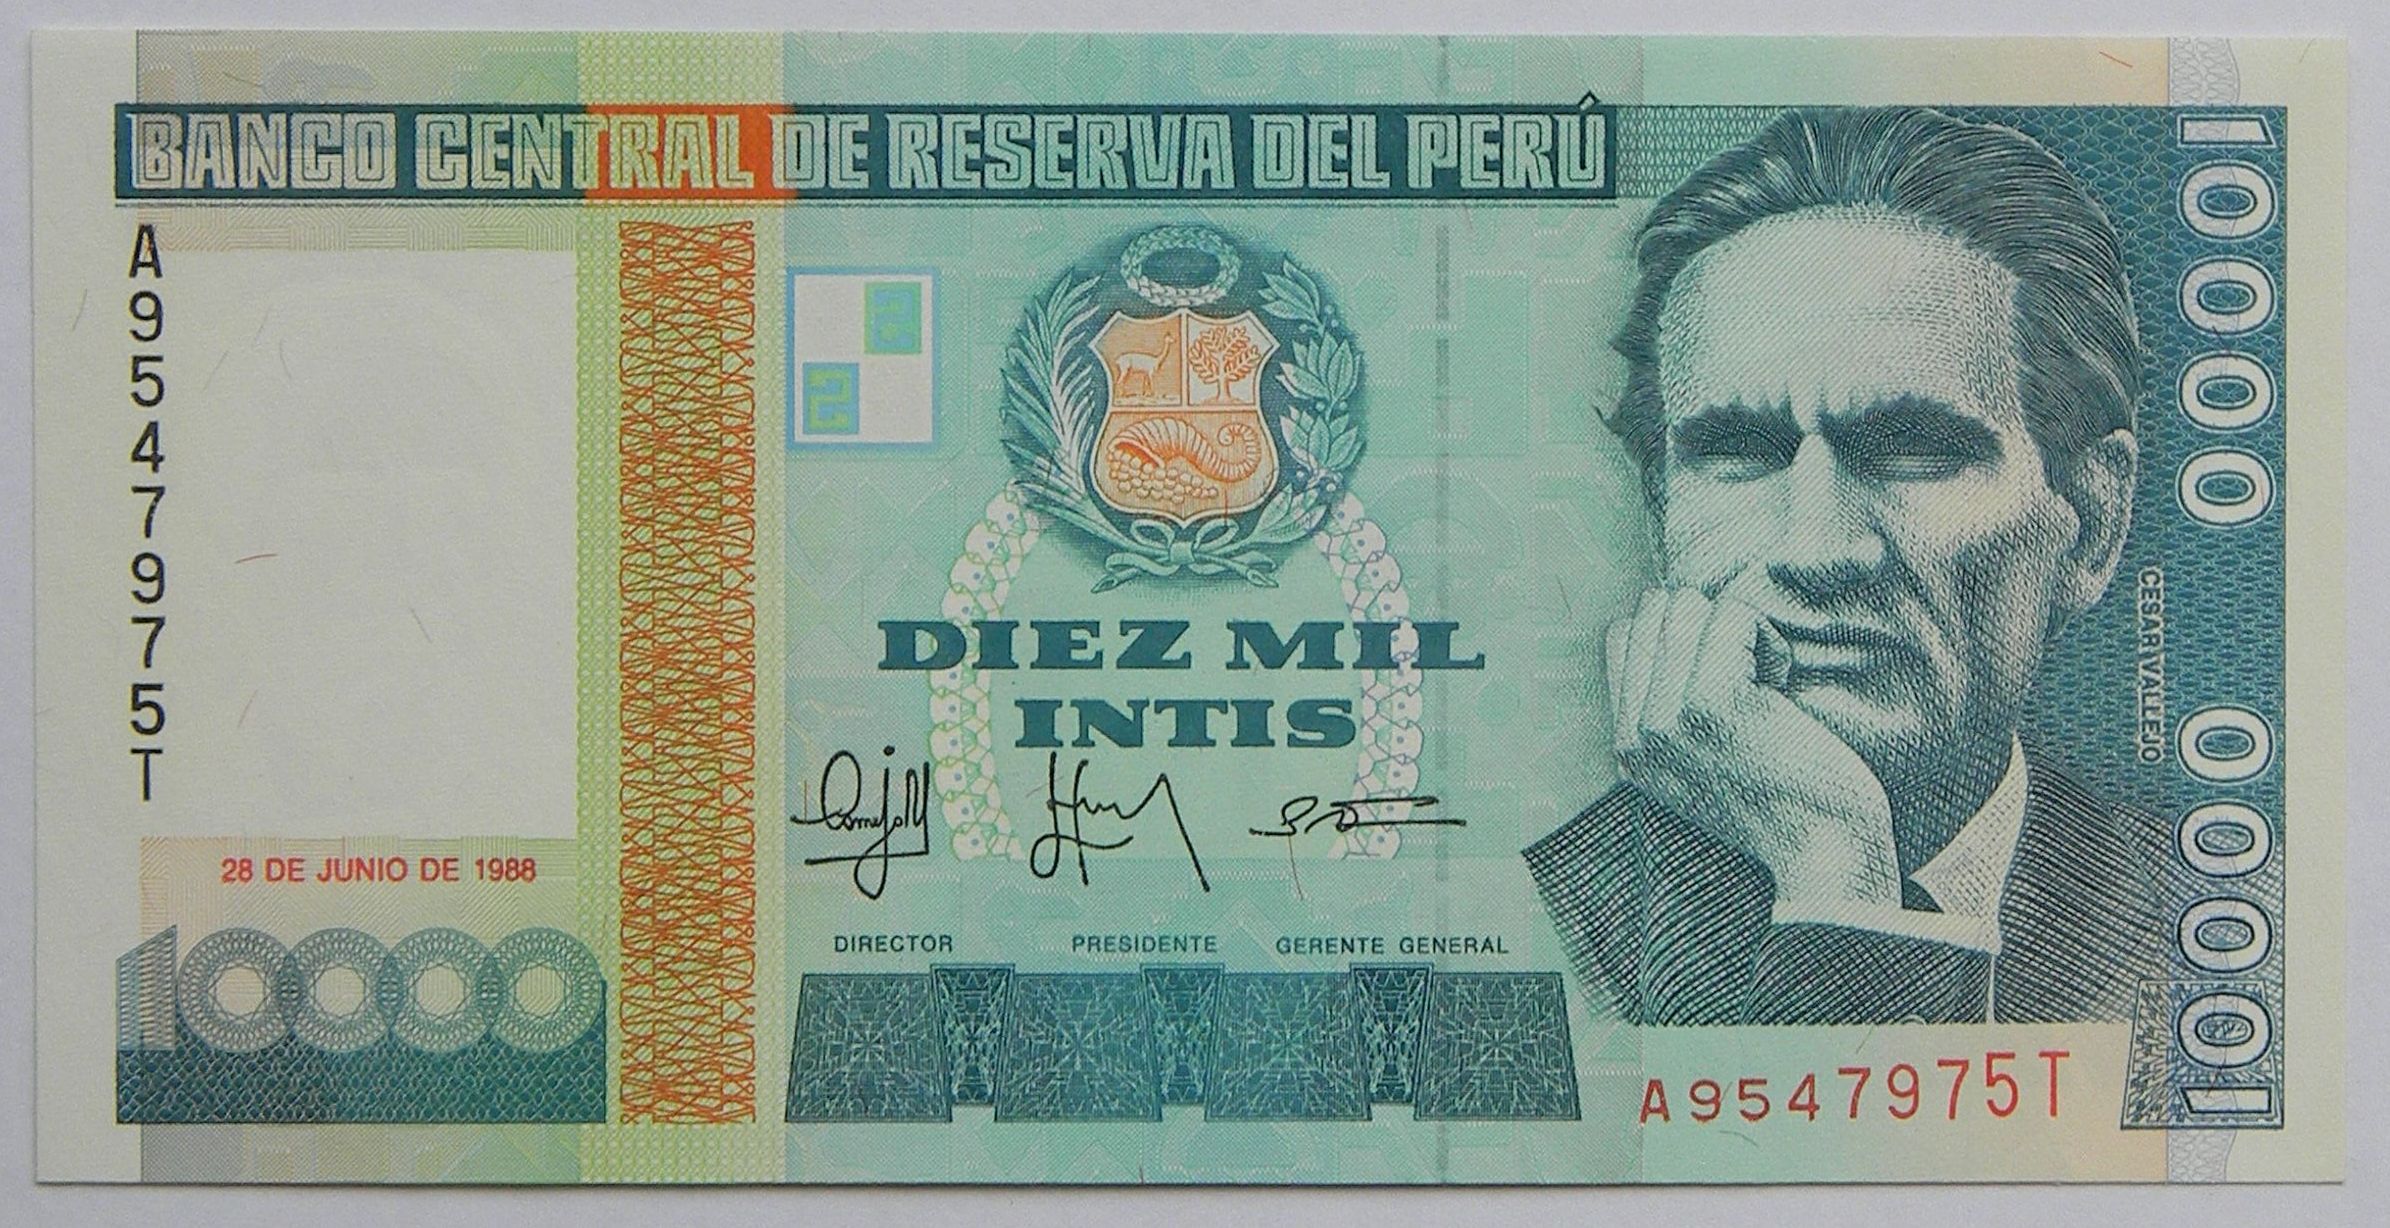 BANCO CENTRAL DE RESERVA DEL PERÚ
A9547975T
DIEZ MIL
INTIS
28 DE JUNIO DE 1988
DIRECTOR PRESIDENTE GERENTE GENERAL
10000
CESAR VALLEJO
10000
10000
A9547975T